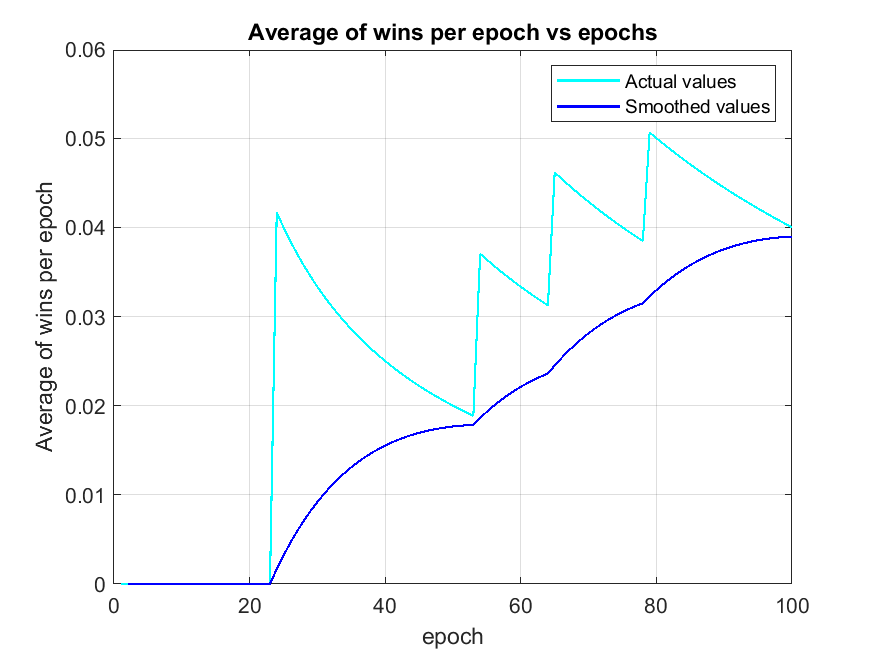 Average of wins per epoch vs epochs
Actual values
Smoothed values
Average of wins per epoch
0.06
0.05
0.04
0.03
0.02
0.01
0
0 20 40 60 80 100
epoch